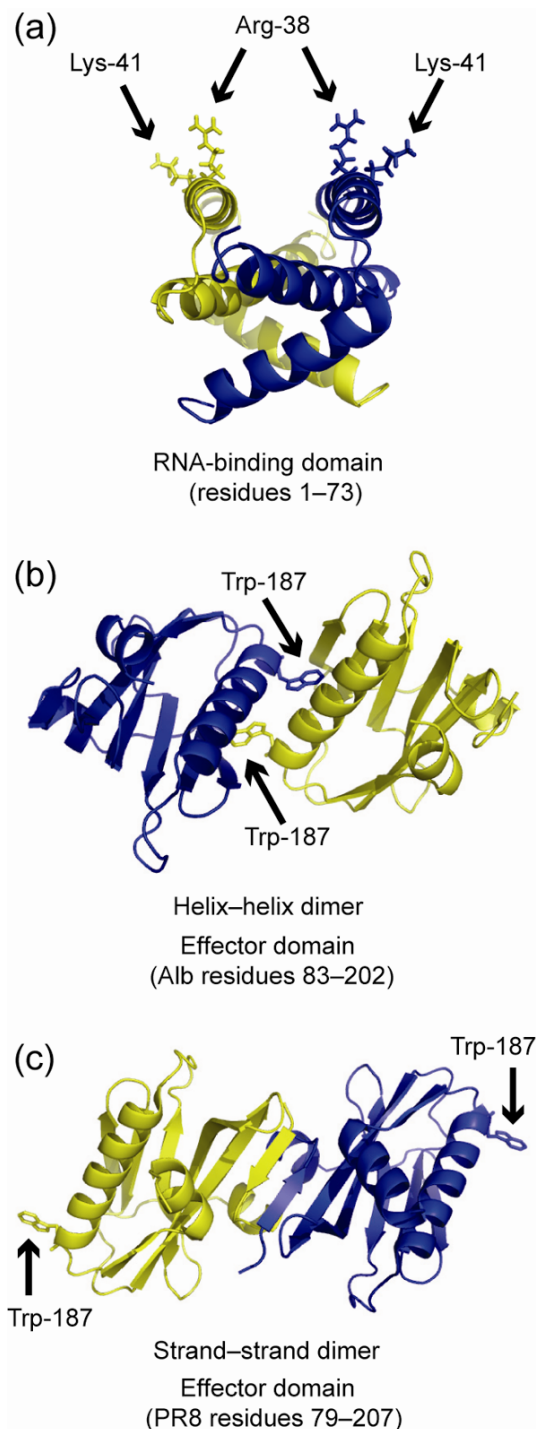 (a)
Arg-38
Lys-41
Lys-41
RNA-binding domain
(residues 1–73)
(b)
Trp-187
Trp-187
Helix–helix dimer
Effector domain
(Alb residues 83–202)
(c)
Trp-187
Trp-187
Strand–strand dimer
Effector domain
(PR8 residues 79–207)